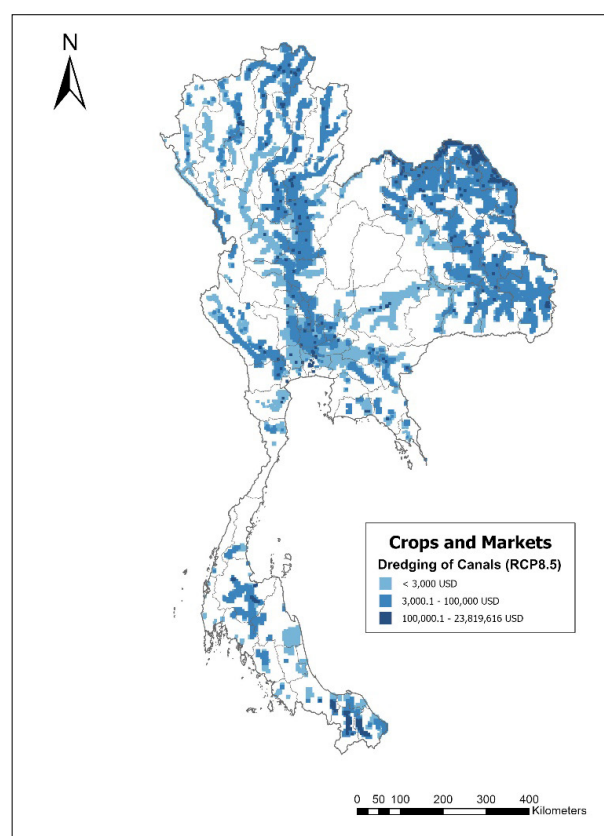 N
Crops and Markets
Dredging of Canals (RCP8.5)
< 3,000 USD
3,000.1 - 100,000 USD
100,000.1 - 23,819,616 USD
0 50 100 200 300 400
Kilometers